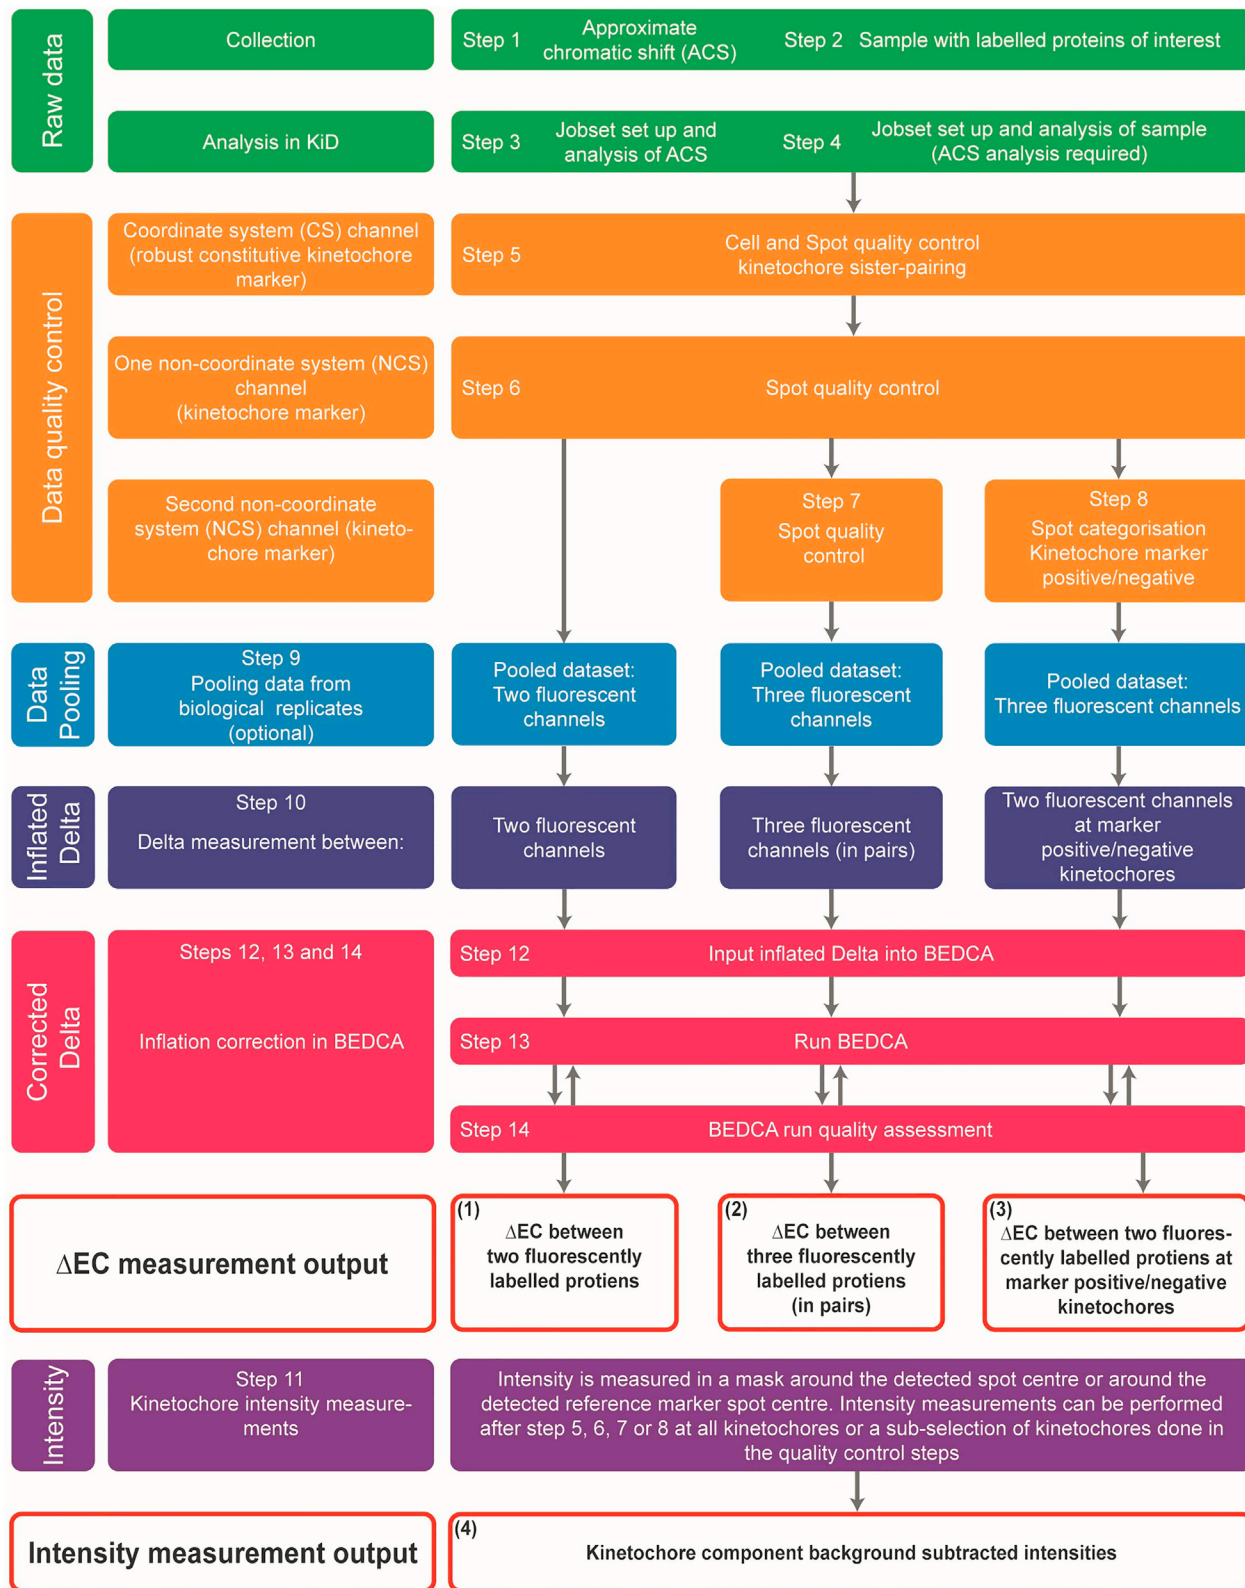 Raw data
Collection
Step 1
Approximate
chromatic shift (ACS)
Step 2
Sample with labelled proteins of interest
Analysis in KiD
Step 3
Jobset set up and
analysis of ACS
Step 4
Jobset set up and analysis of sample
(ACS analysis required)
Data quality control
Coordinate system (CS) channel
(robust constitutive kinetochore
marker)
Step 5
Cell and Spot quality control
kinetochore sister-pairing
One non-coordinate system (NCS)
channel
(kinetochore marker)
Step 6
Spot quality control
Second non-coordinate
system (NCS) channel (kineto-
chore marker)
Step 7
Spot quality
control
Step 8
Spot categorisation
Kinetochore marker
positive/negative
Data
Pooling
Step 9
Pooling data from
biological replicates
(optional)
Pooled dataset:
Two fluorescent
channels
Pooled dataset:
Three fluorescent
channels
Pooled dataset:
Three fluorescent channels
Inflated
Delta
Step 10
Delta measurement between:
Two fluorescent
channels
Three fluorescent
channels (in pairs)
Two fluorescent channels
at marker
positive/negative
kinetochores
Corrected
Delta
Steps 12, 13 and 14
Inflation correction in BEDCA
Step 12
Input inflated Delta into BEDCA
Step 13
Run BEDCA
Step 14
BEDCA run quality assessment
ΔEC measurement output
(1)
ΔEC between
two fluorescently
labelled protiens
(2)
ΔEC between
three fluorescently
labelled protiens
(in pairs)
(3)
ΔEC between two fluores-
cently labelled protiens at
marker positive/negative
kinetochores
Intensity
Step 11
Kinetochore intensity measure-
ments
Intensity is measured in a mask around the detected spot centre or around the
detected reference marker spot centre. Intensity measurements can be performed
after step 5, 6, 7 or 8 at all kinetochores or a sub-selection of kinetochores done in
the quality control steps
Intensity measurement output
(4)
Kinetochore component background subtracted intensities